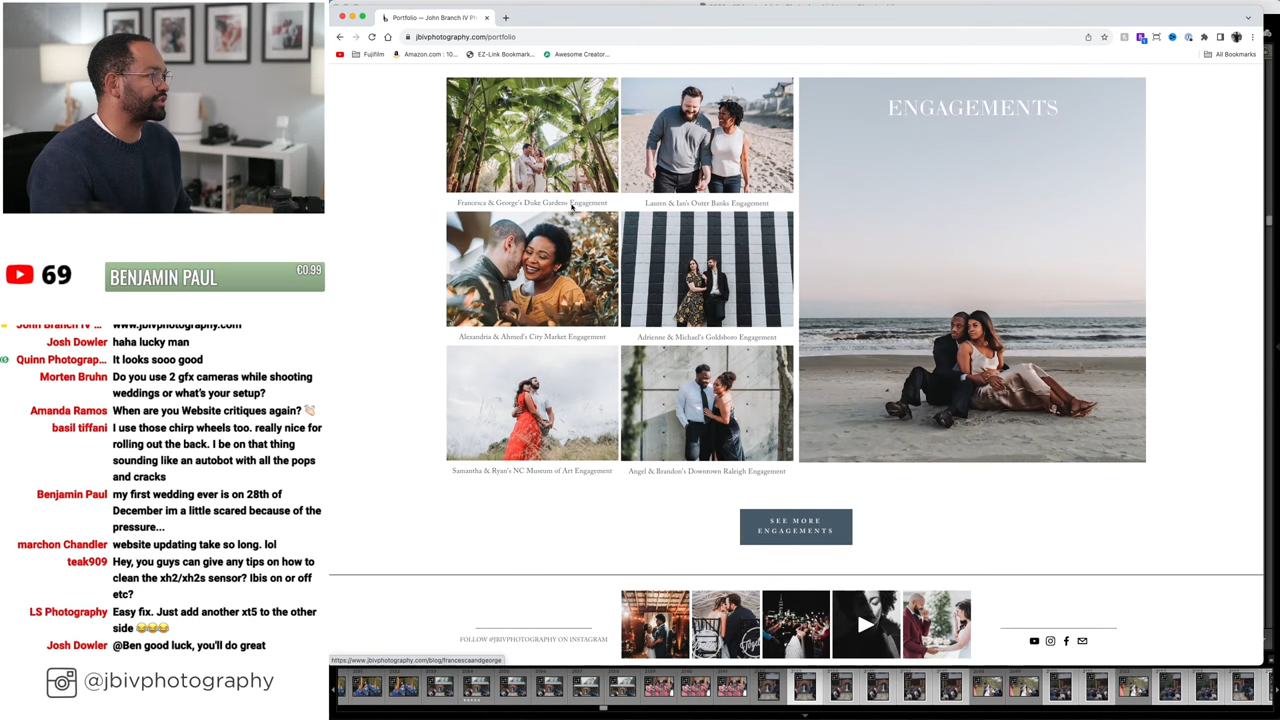 Portfolio — John Branch IV Ph
jbivphotography.com/portfolio
Fujifilm
Amazon.com : 10...
EZ-Link Bookmark...
Awesome Creator...
All Bookmarks
ENGAGEMENTS
Francesca & George's Duke Gardens Engagement
Lauren & Ian's Outer Banks Engagement
Alexandria & Ahmed's City Market Engagement
Adrienne & Michael's Goldsboro Engagement
Samantha & Ryan's NC Museum of Art Engagement
Angel & Brandon's Downtown Raleigh Engagement
SEE MORE
ENGAGEMENTS
FOLLOW @JBIVPHOTOGRAPHY ON INSTAGRAM
https://www.jbivphotography.com/blog/francescaandgeorge
69
BENJAMIN PAUL
€0.99
John Branch IV ... www.jbivphotography.com
Josh Dowler haha lucky man
Quinn Photograp... It looks sooo good
Morten Bruhn Do you use 2 gfx cameras while shooting
weddings or what's your setup?
Amanda Ramos When are you Website critiques again? 👏🏻
basil tiffani I use those chirp wheels too. really nice for
rolling out the back. I be on that thing
sounding like an autobot with all the pops
and cracks
Benjamin Paul my first wedding ever is on 28th of
December im a little scared because of the
pressure...
marchon Chandler website updating take so long. lol
teak909 Hey, you guys can give any tips on how to
clean the xh2/xh2s sensor? Ibis on or off
etc?
LS Photography Easy fix. Just add another xt5 to the other
side 😂😂😂
Josh Dowler @Ben good luck, you'll do great
@jbivphotography